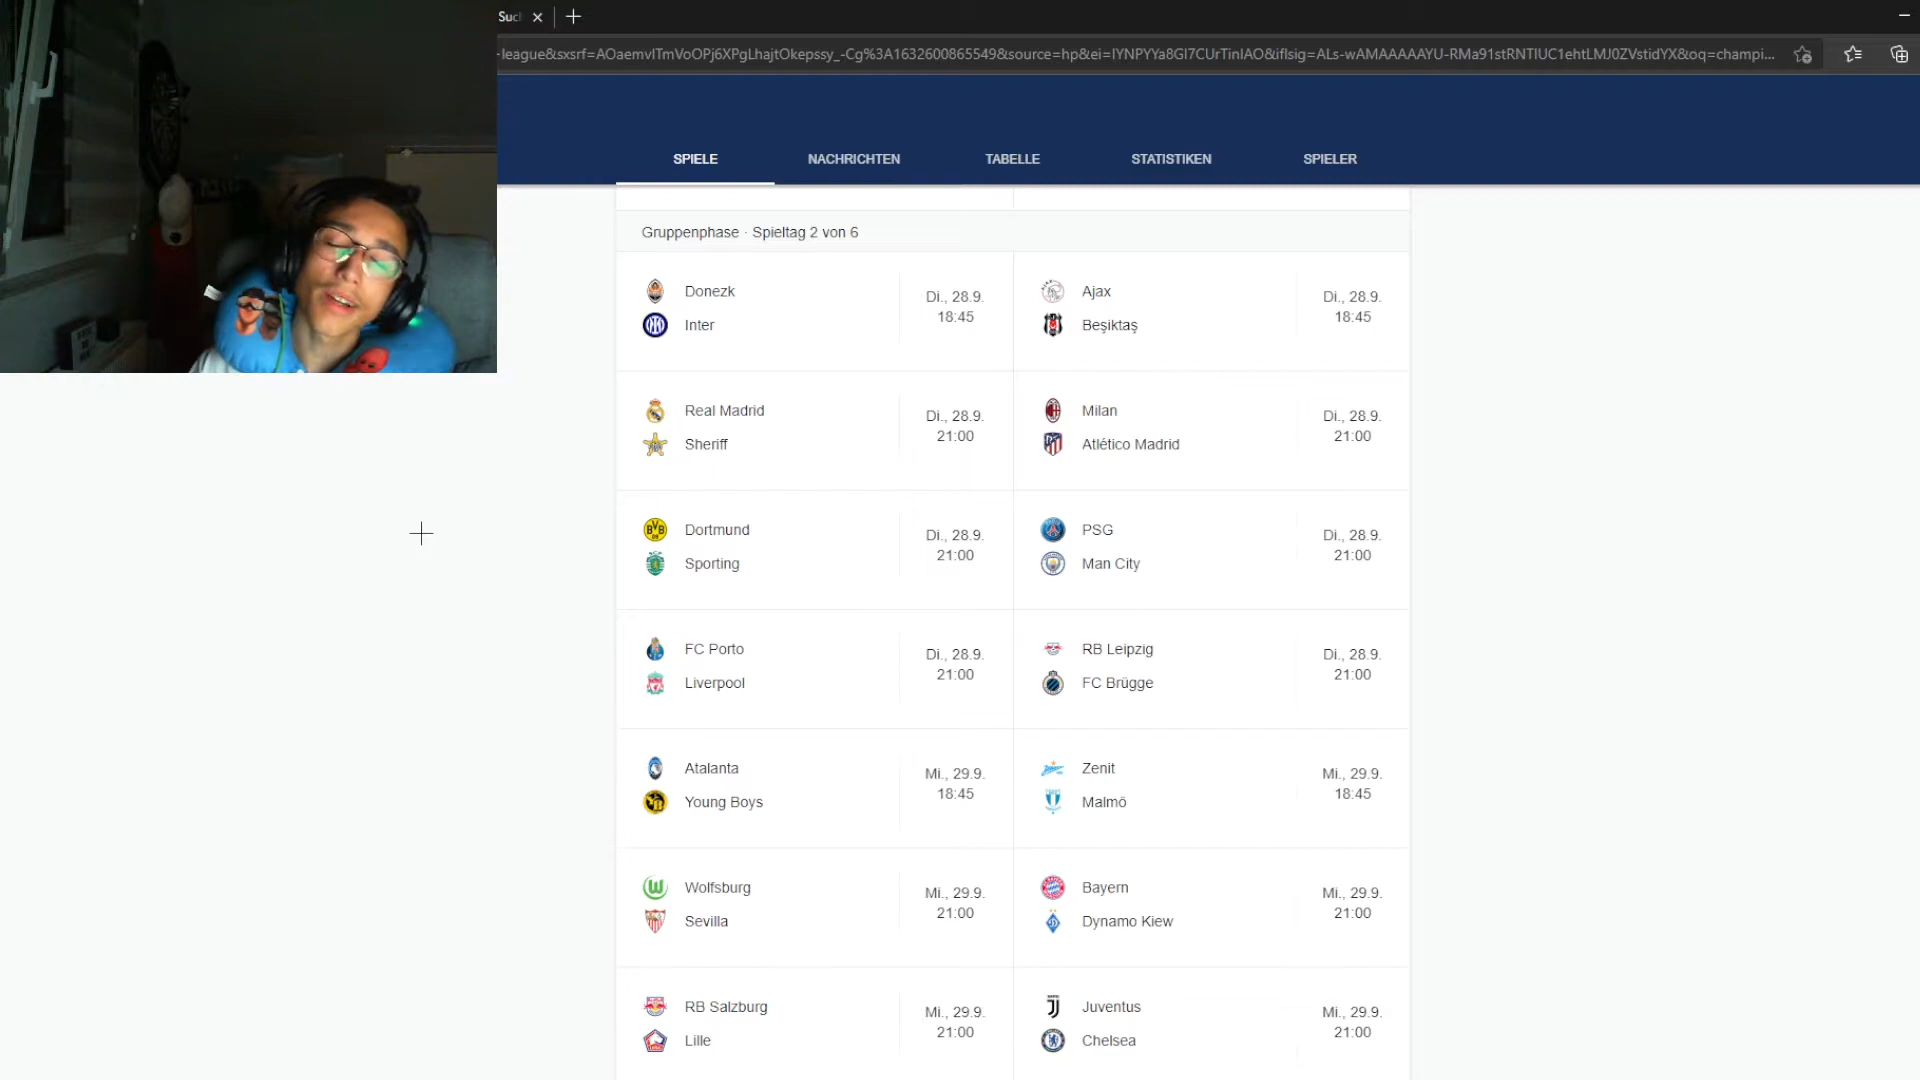 Suc
-league&sxsrf=AOaemvITmVoOPj6XPgLhajtOkepssy_-Cg%3A1632600865549&source=hp&ei=IYNPYYa8GI7CUrTinIAO&iflsig=ALs-wAMAAAAAYU-RMa91stRNTIUC1ehtLMJ0ZVstidYX&oq=champi...
SPIELE NACHRICHTEN TABELLE STATISTIKEN SPIELER
Gruppenphase · Spieltag 2 von 6
Donezk
Inter
Di., 28.9.
18:45
Ajax
Beşiktaş
Di., 28.9.
18:45
Real Madrid
Sheriff
Di., 28.9.
21:00
Milan
Atlético Madrid
Di., 28.9.
21:00
Dortmund
Sporting
Di., 28.9.
21:00
PSG
Man City
Di., 28.9.
21:00
FC Porto
Liverpool
Di., 28.9.
21:00
RB Leipzig
FC Brügge
Di., 28.9.
21:00
Atalanta
Young Boys
Mi., 29.9.
18:45
Zenit
Malmö
Mi., 29.9.
18:45
Wolfsburg
Sevilla
Mi., 29.9.
21:00
Bayern
Dynamo Kiew
Mi., 29.9.
21:00
RB Salzburg
Lille
Mi., 29.9.
21:00
Juventus
Chelsea
Mi., 29.9.
21:00